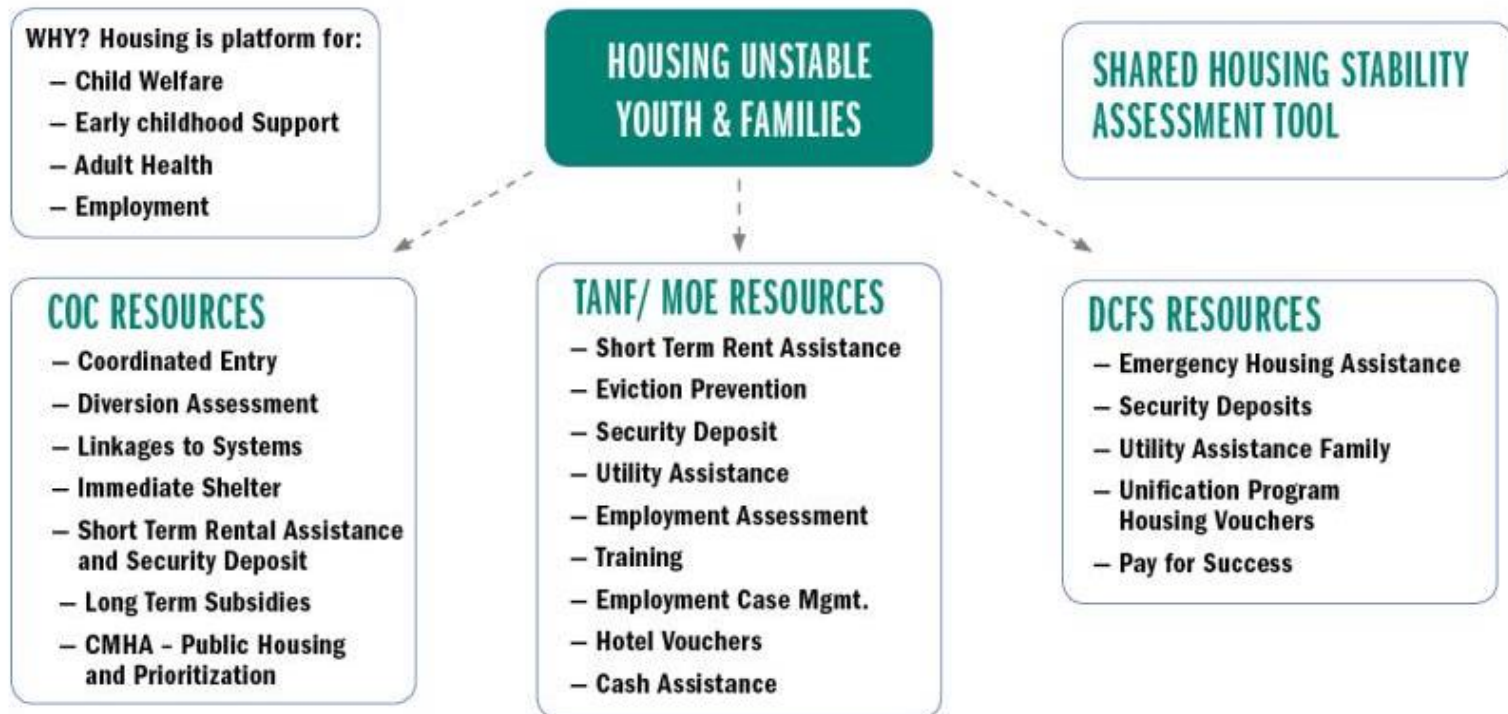 WHY? Housing is platform for:
– Child Welfare
– Early childhood Support
– Adult Health
– Employment
HOUSING UNSTABLE
YOUTH & FAMILIES
SHARED HOUSING STABILITY
ASSESSMENT TOOL
COC RESOURCES
– Coordinated Entry
– Diversion Assessment
– Linkages to Systems
– Immediate Shelter
– Short Term Rental Assistance
and Security Deposit
– Long Term Subsidies
– CMHA – Public Housing
and Prioritization
TANF/ MOE RESOURCES
– Short Term Rent Assistance
– Eviction Prevention
– Security Deposit
– Utility Assistance
– Employment Assessment
– Training
– Employment Case Mgmt.
– Hotel Vouchers
– Cash Assistance
DCFS RESOURCES
– Emergency Housing Assistance
– Security Deposits
– Utility Assistance Family
– Unification Program
Housing Vouchers
– Pay for Success